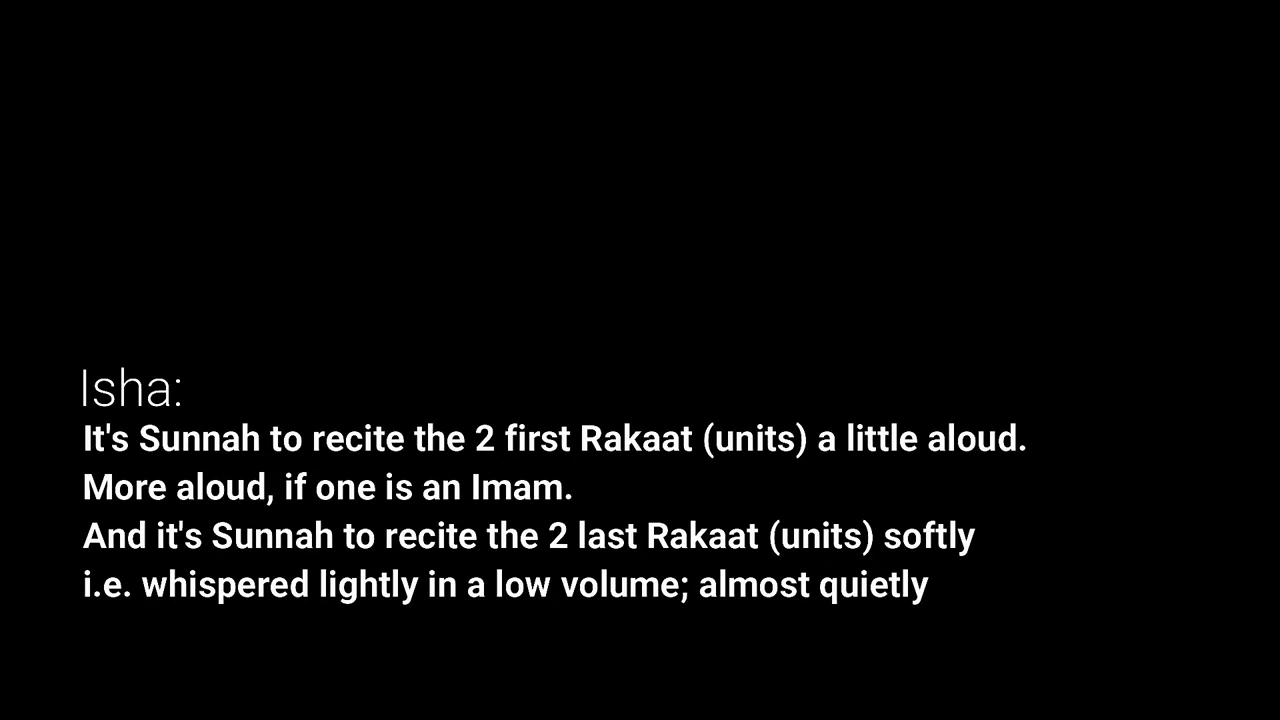 Isha:
It's Sunnah to recite the 2 first Rakaat (units) a little aloud.
More aloud, if one is an Imam.
And it's Sunnah to recite the 2 last Rakaat (units) softly
i.e. whispered lightly in a low volume; almost quietly